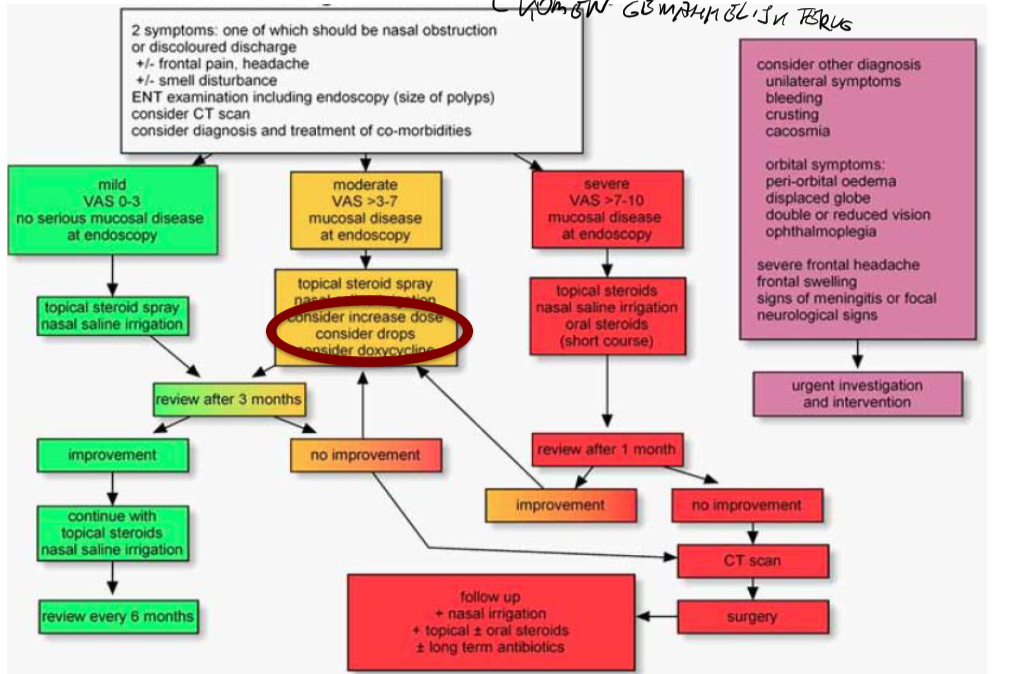 KOMEN GEMAKKELIJK TERUG
2 symptoms: one of which should be nasal obstruction
or discoloured discharge
+/- frontal pain, headache
+/- smell disturbance
ENT examination including endoscopy (size of polyps)
consider CT scan
consider diagnosis and treatment of co-morbidities
mild
VAS 0-3
no serious mucosal disease
at endoscopy
moderate
VAS >3-7
mucosal disease
at endoscopy
severe
VAS >7-10
mucosal disease
at endoscopy
topical steroid spray
nasal saline irrigation
topical steroid spray
nasal saline irrigation
consider increase dose
consider drops
consider doxycycline
topical steroids
nasal saline irrigation
oral steroids
(short course)
review after 3 months
review after 1 month
improvement
no improvement
improvement
no improvement
continue with
topical steroids
nasal saline irrigation
CT scan
review every 6 months
surgery
follow up
+ nasal irrigation
+ topical ± oral steroids
± long term antibiotics
consider other diagnosis
unilateral symptoms
bleeding
crusting
cacosmia
orbital symptoms:
peri-orbital oedema
displaced globe
double or reduced vision
ophthalmoplegia
severe frontal headache
frontal swelling
signs of meningitis or focal
neurological signs
urgent investigation
and intervention